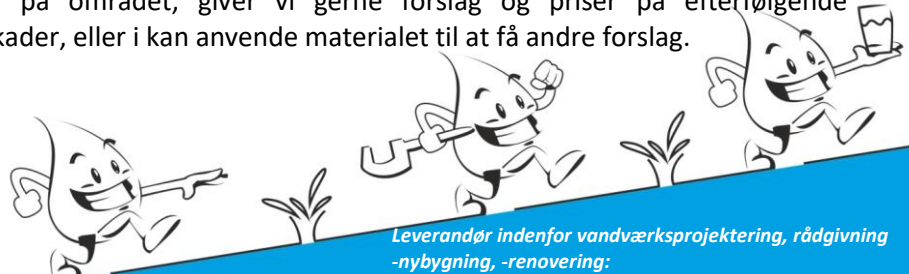 på området, giver vi gerne forslag og priser på efterfølgende
kader, eller i kan anvende materialet til at få andre forslag.
Leverandør indenfor vandværksprojektering, rådgivning
-nybygning, -renovering: